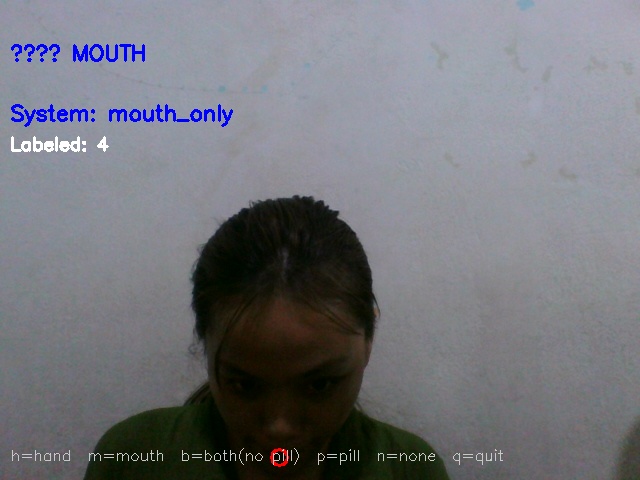 ???? MOUTH
System: mouth_only
Labeled: 4
h=hand m=mouth b=both(no pill) p=pill n=none q=quit